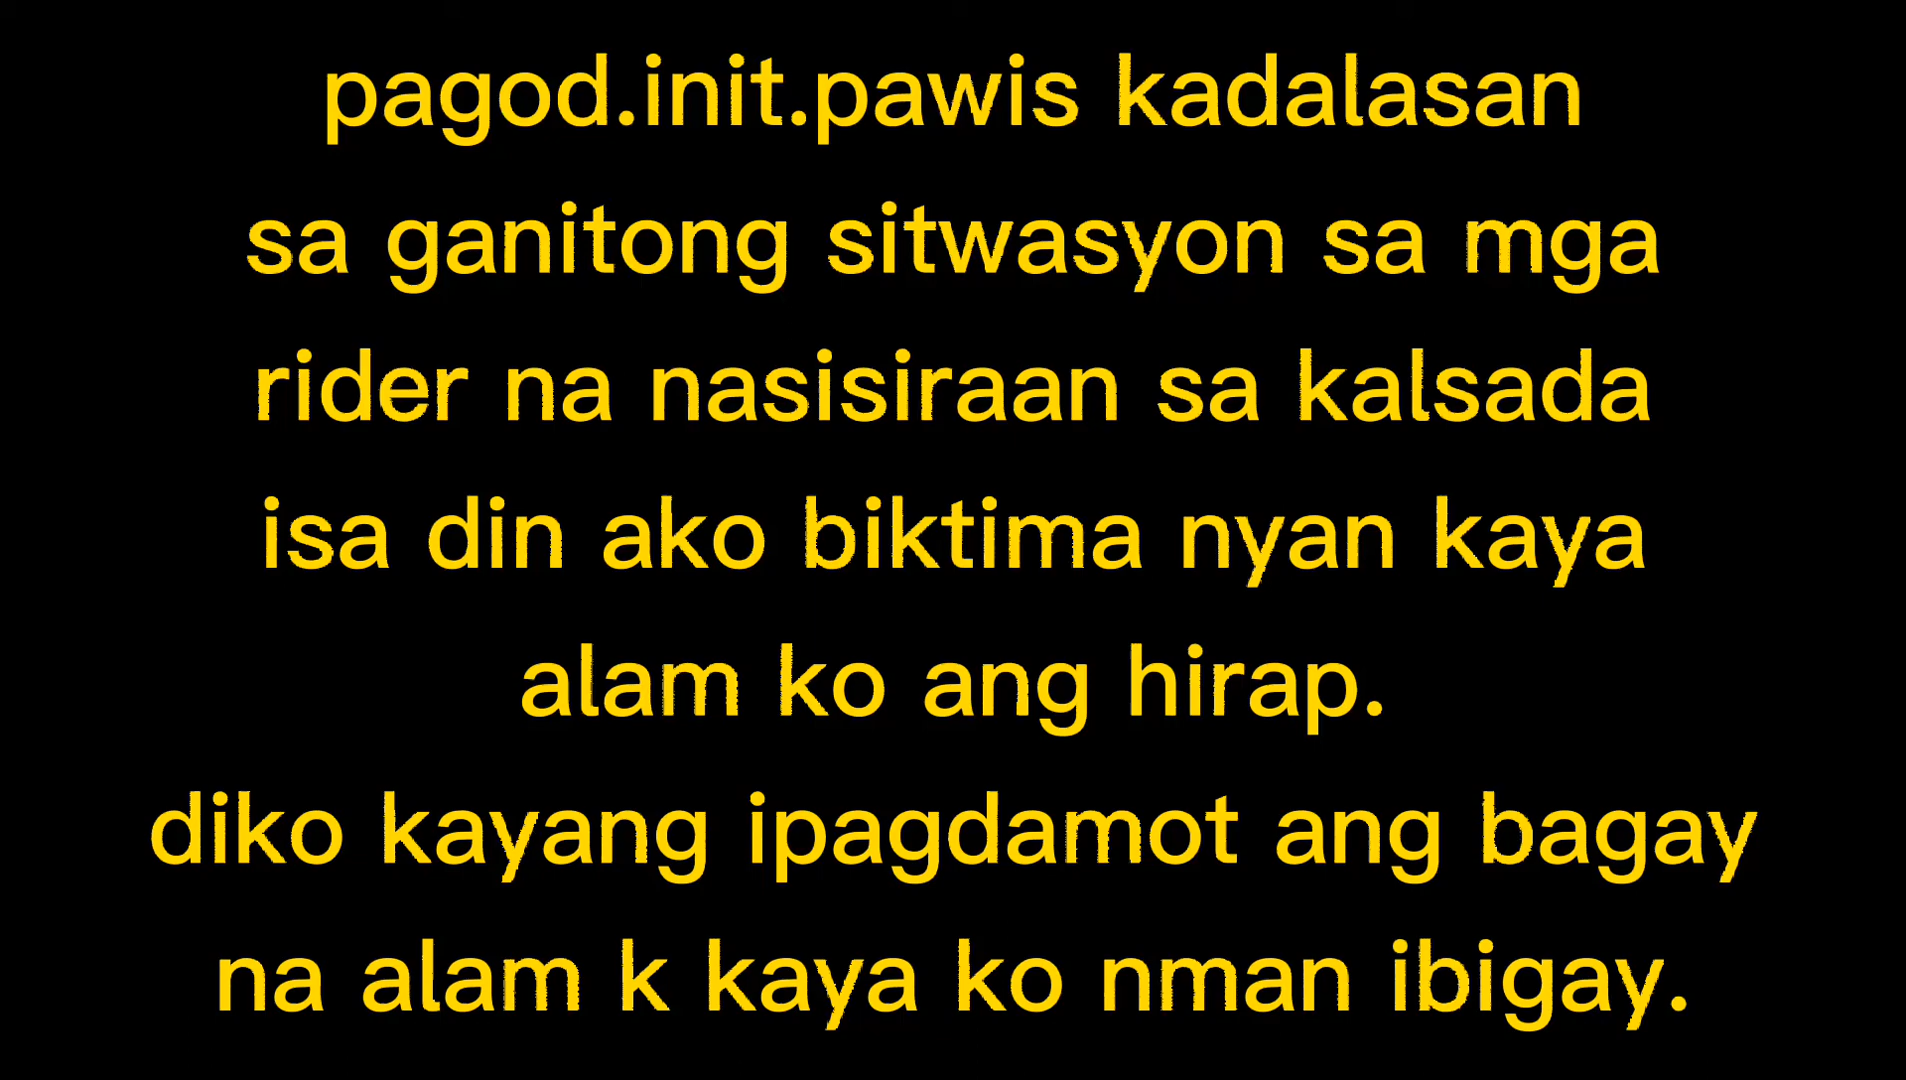 pagod.init.pawis kadalasan
sa ganitong sitwasyon sa mga
rider na nasisiraan sa kalsada
isa din ako biktima nyan kaya
alam ko ang hirap.
diko kayang ipagdamot ang bagay
na alam k kaya ko nman ibigay.